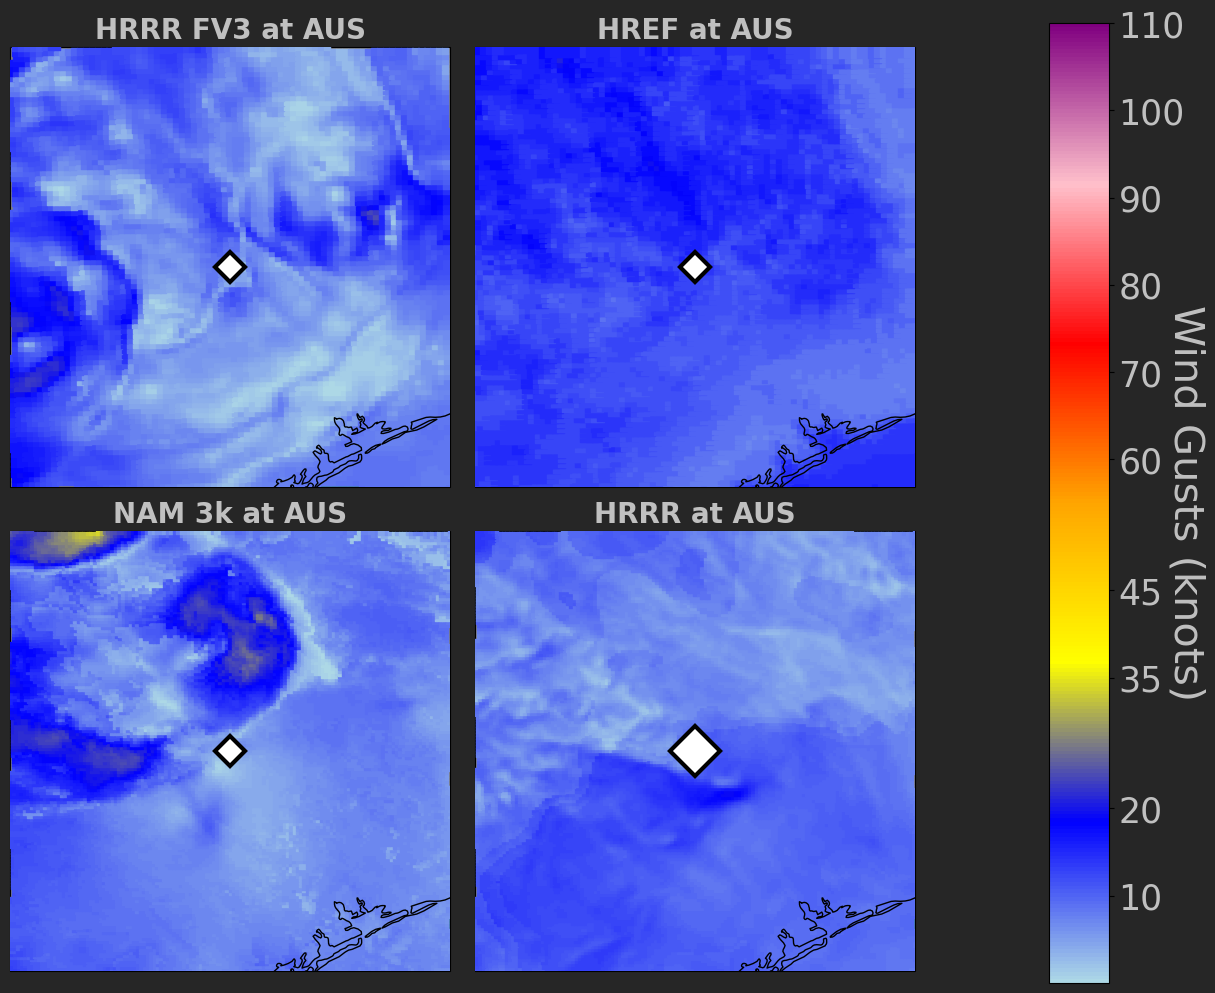 HRRR FV3 at AUS
HREF at AUS
NAM 3k at AUS
HRRR at AUS
110
100
90
80
70
60
45
35
20
10
Wind Gusts (knots)